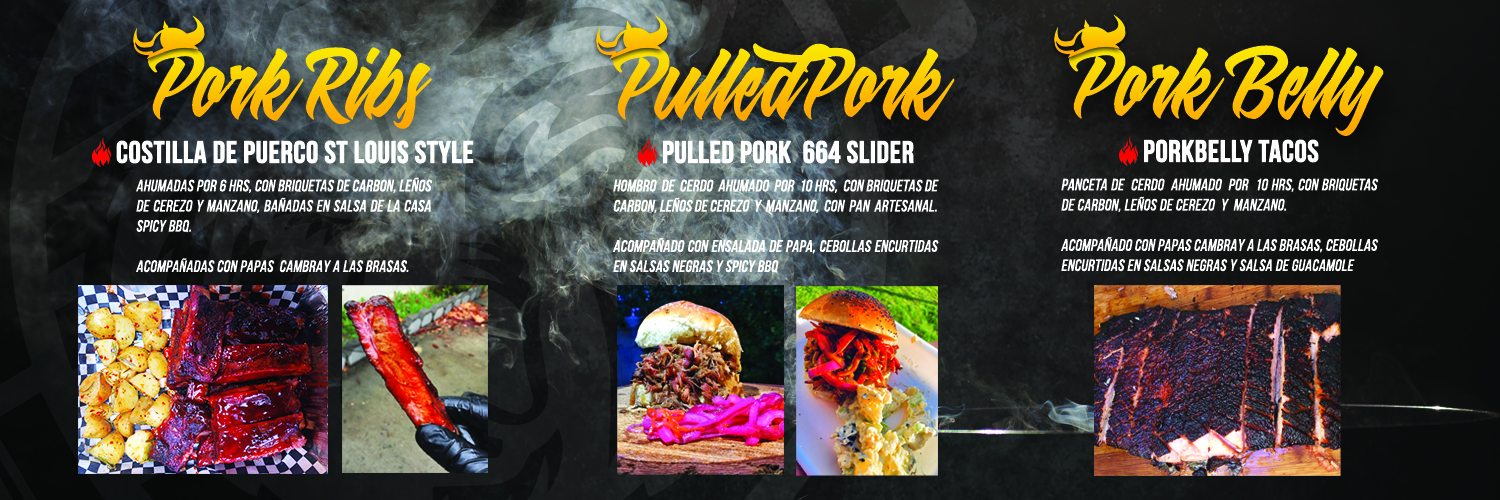 Pork Ribs
COSTILLA DE PUERCO ST LOUIS STYLE
AHUMADAS POR 6 HRS, CON BRIQUETAS DE CARBON, LEÑOS
DE CEREZO Y MANZANO, BAÑADAS EN SALSA DE LA CASA
SPICY BBQ.
ACOMPAÑADAS CON PAPAS CAMBRAY A LAS BRASAS.
Pulled Pork
PULLED PORK 664 SLIDER
HOMBRO DE CERDO AHUMADO POR 10 HRS, CON BRIQUETAS DE
CARBON, LEÑOS DE CEREZO Y MANZANO, CON PAN ARTESANAL.
ACOMPAÑADO CON ENSALADA DE PAPA, CEBOLLAS ENCURTIDAS
EN SALSAS NEGRAS Y SPICY BBQ
Pork Belly
PORKBELLY TACOS
PANCETA DE CERDO AHUMADO POR 10 HRS, CON BRIQUETAS
DE CARBON, LEÑOS DE CEREZO Y MANZANO.
ACOMPAÑADO CON PAPAS CAMBRAY A LAS BRASAS, CEBOLLAS
ENCURTIDAS EN SALSAS NEGRAS Y SALSA DE GUACAMOLE